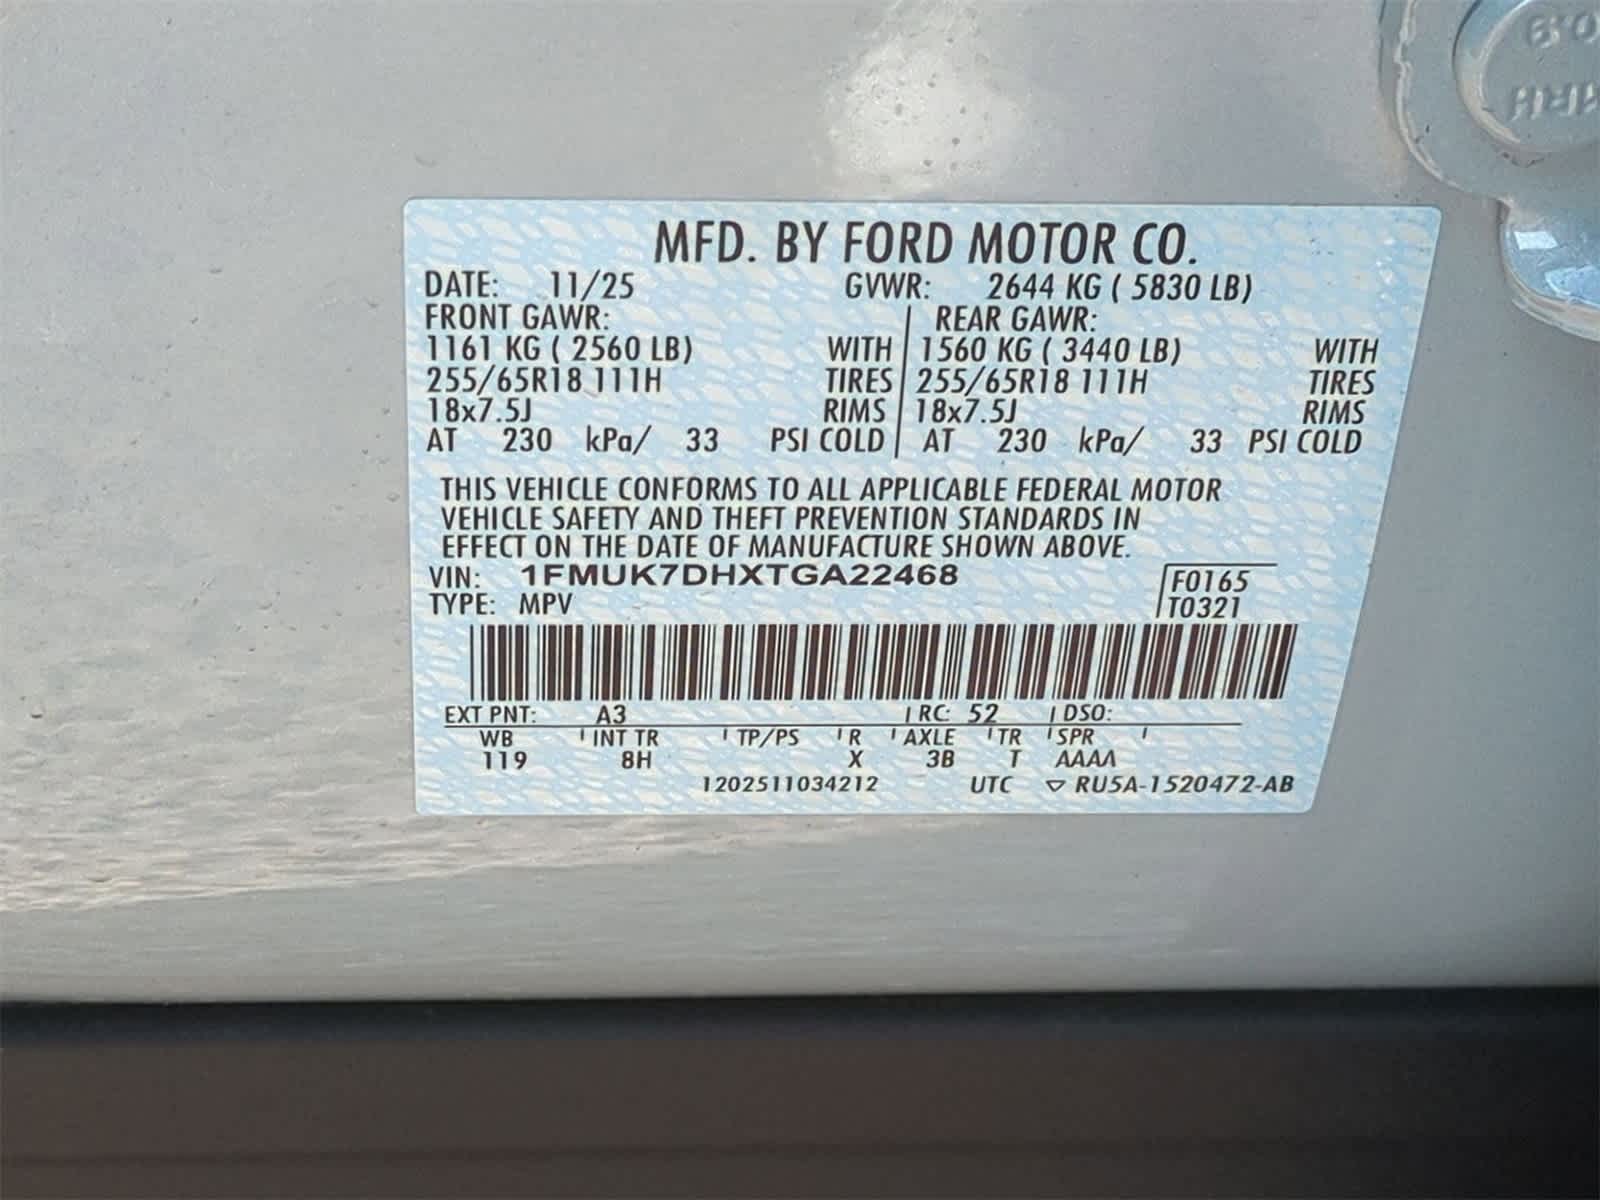 MFD. BY FORD MOTOR CO.
DATE: 11/25 GVWR: 2644 KG ( 5830 LB)
FRONT GAWR: REAR GAWR:
1161 KG ( 2560 LB) WITH 1560 KG ( 3440 LB) WITH
255/65R18 111H TIRES 255/65R18 111H TIRES
18x7.5J RIMS 18x7.5J RIMS
AT 230 kPa/ 33 PSI COLD AT 230 kPa/ 33 PSI COLD
THIS VEHICLE CONFORMS TO ALL APPLICABLE FEDERAL MOTOR
VEHICLE SAFETY AND THEFT PREVENTION STANDARDS IN
EFFECT ON THE DATE OF MANUFACTURE SHOWN ABOVE.
VIN: 1FMUK7DHXTGA22468 F0165
TYPE: MPV T0321
EXT PNT: A3 RC: 52 DSO:
WB INT TR TP/PS R AXLE TR SPR
119 8H X 3B T AAAA
1202511034212 UTC ▽ RU5A-1520472-AB